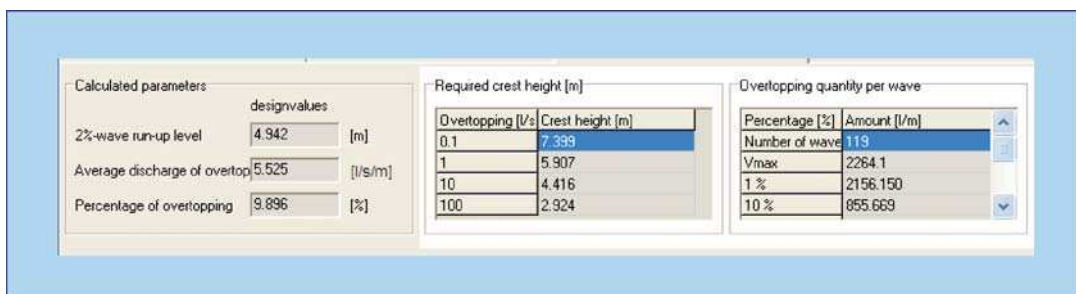 Calculated parameters
designvalues
2%-wave run-up level 4.942 [m]
Average discharge of overtop 5.525 [l/s/m]
Percentage of overtopping 9.896 [%]
Required crest height [m]
Overtopping [l/s Crest height [m]
0.1 7.399
1 5.907
10 4.416
100 2.924
Overtopping quantity per wave
Percentage [%] Amount [l/m]
Number of wave 119
Vmax 2264.1
1 % 2156.150
10 % 855.669